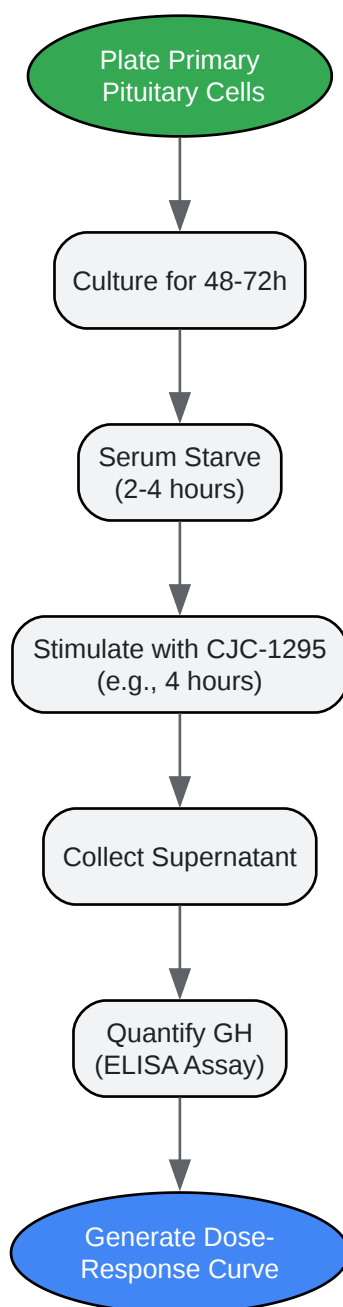 Plate Primary
Pituitary Cells
Culture for 48-72h
Serum Starve
(2-4 hours)
Stimulate with CJC-1295
(e.g., 4 hours)
Collect Supernatant
Quantify GH
(ELISA Assay)
Generate Dose-
Response Curve